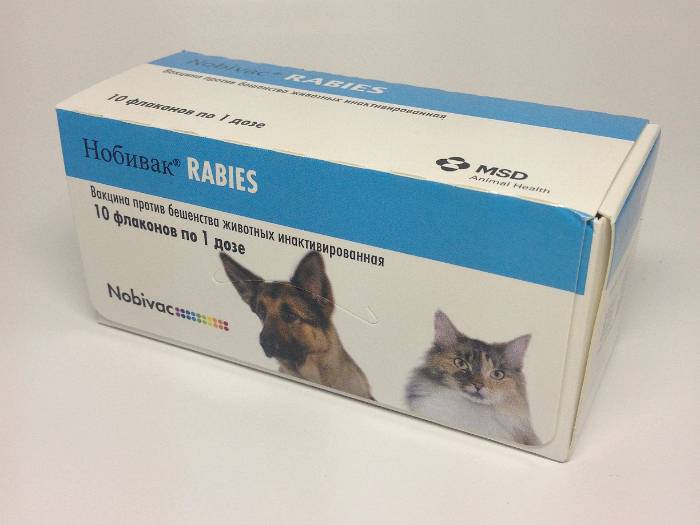 Nobivac® RABIES
Вакцина против бешенства животных инактивированная
10 флаконов по 1 дозе
MSD
Animal Health
Нобивак® RABIES
Вакцина против бешенства животных инактивированная
10 флаконов по 1 дозе
Nobivac